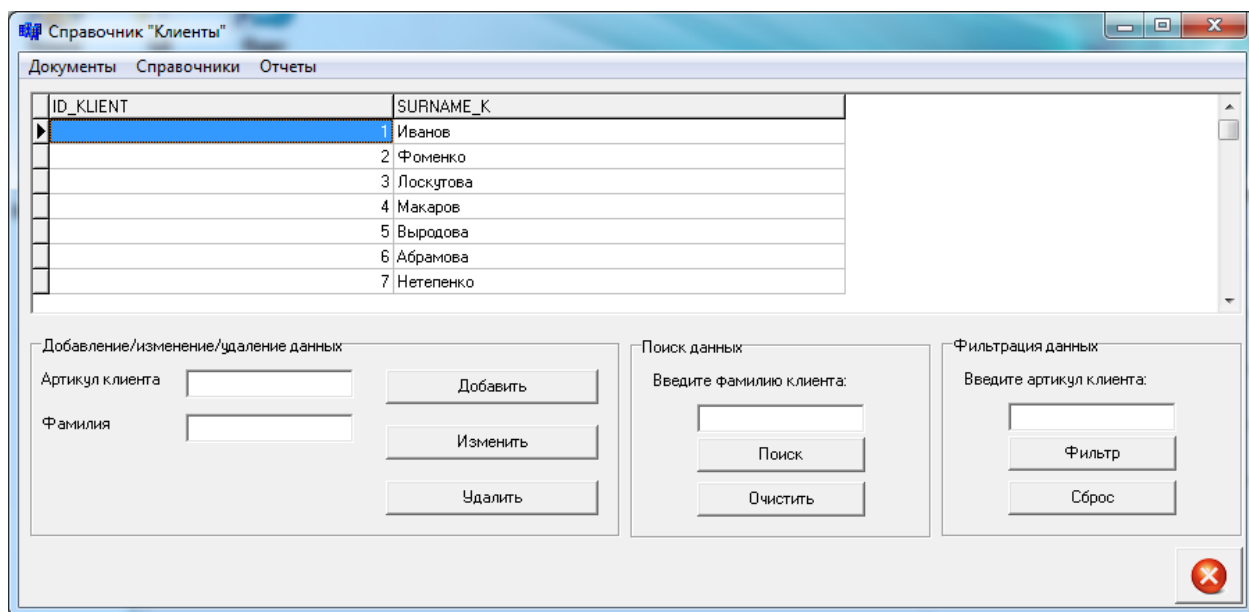 Справочник "Клиенты"
Документы Справочники Отчеты
ID_KLIENT SURNAME_K
1 Иванов
2 Фоменко
3 Лоскутова
4 Макаров
5 Выродова
6 Абрамова
7 Нетепенко
Добавление/изменение/удаление данных
Артикул клиента
Фамилия
Добавить
Изменить
Удалить
Поиск данных
Введите фамилию клиента:
Поиск
Очистить
Фильтрация данных
Введите артикул клиента:
Фильтр
Сброс